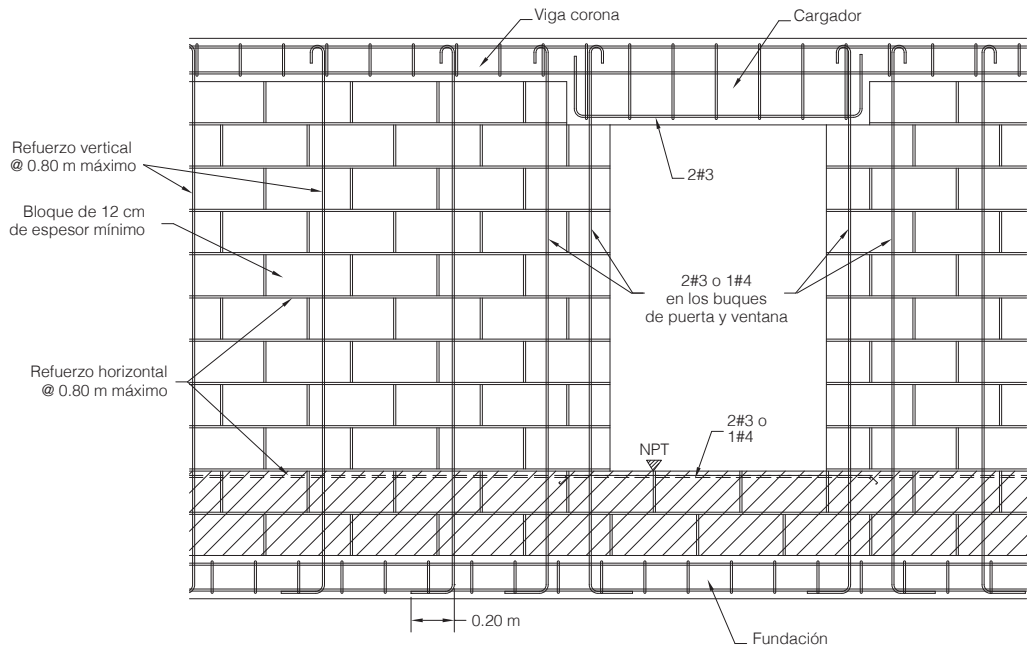 Viga corona
Cargador
Refuerzo vertical
@ 0.80 m máximo
2#3
Bloque de 12 cm
de espesor mínimo
2#3 o 1#4
en los buques
de puerta y ventana
Refuerzo horizontal
@ 0.80 m máximo
2#3 o
1#4
NPT
0.20 m
Fundación